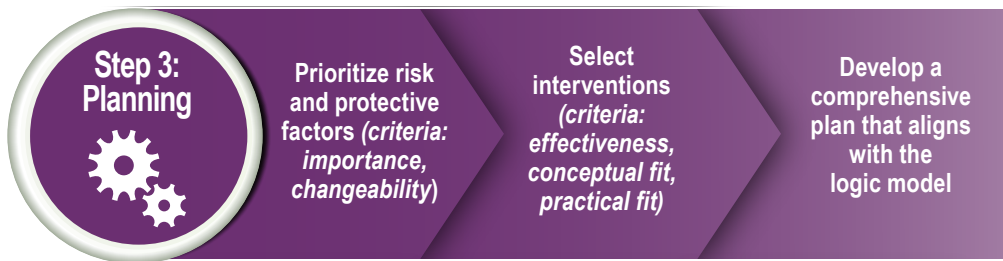 Step 3:
Planning
Prioritize risk
and protective
factors (criteria:
importance,
changeability)
Select
interventions
(criteria:
effectiveness,
conceptual fit,
practical fit)
Develop a
comprehensive
plan that aligns
with the
logic model